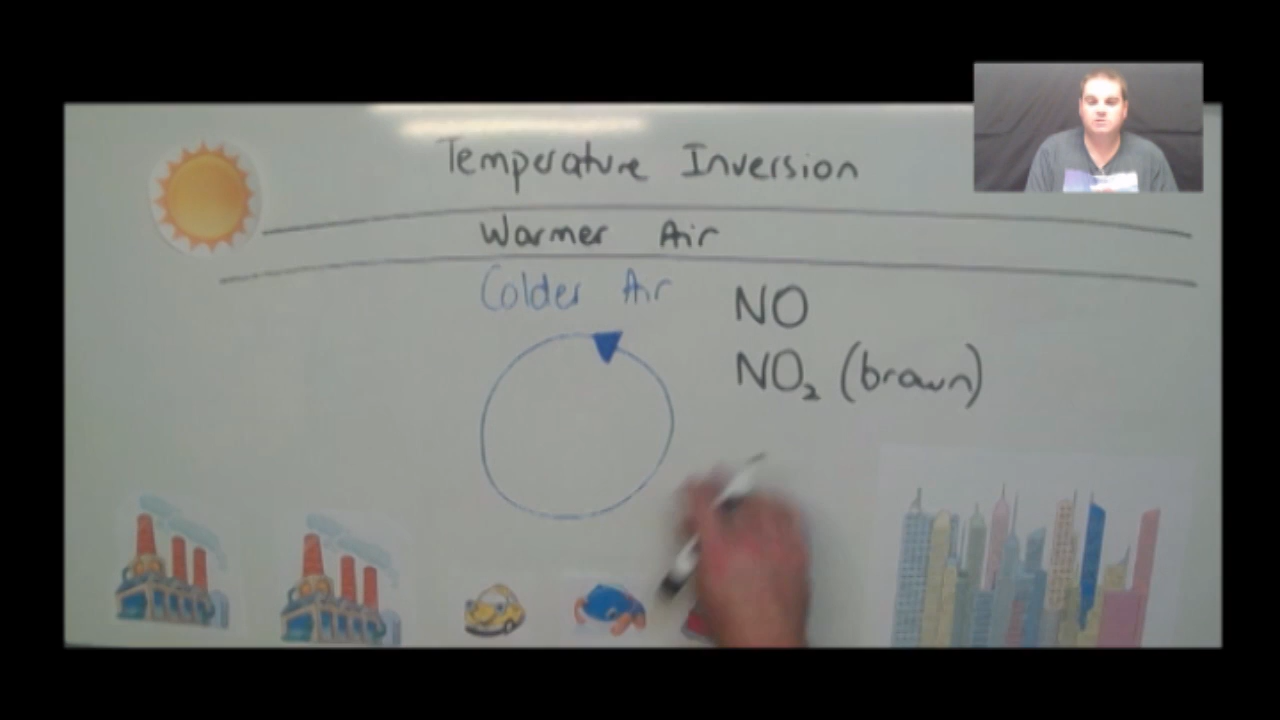 Temperature Inversion
Warmer Air
Colder Air
NO
NO₂ (brown)